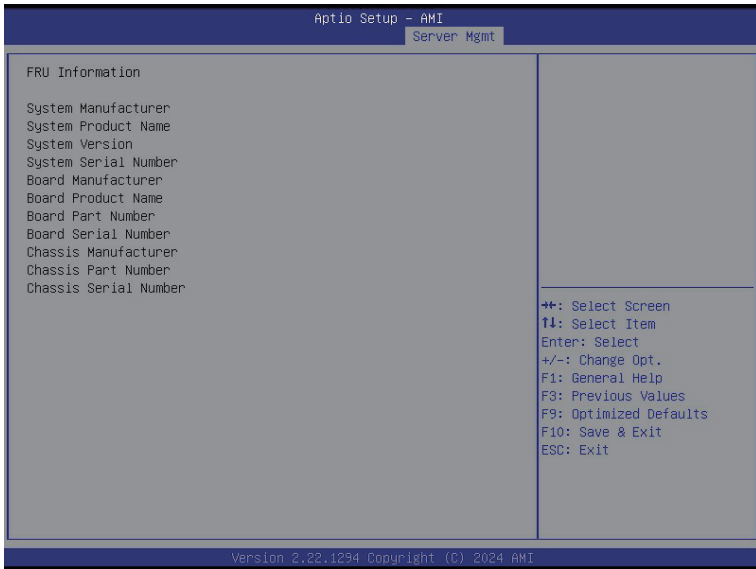 Aptio Setup – AMI
Server Mgmt
FRU Information
System Manufacturer
System Product Name
System Version
System Serial Number
Board Manufacturer
Board Product Name
Board Part Number
Board Serial Number
Chassis Manufacturer
Chassis Part Number
Chassis Serial Number
→←: Select Screen
↑↓: Select Item
Enter: Select
+/-: Change Opt.
F1: General Help
F3: Previous Values
F9: Optimized Defaults
F10: Save & Exit
ESC: Exit
Version 2.22.1294 Copyright (C) 2024 AMI